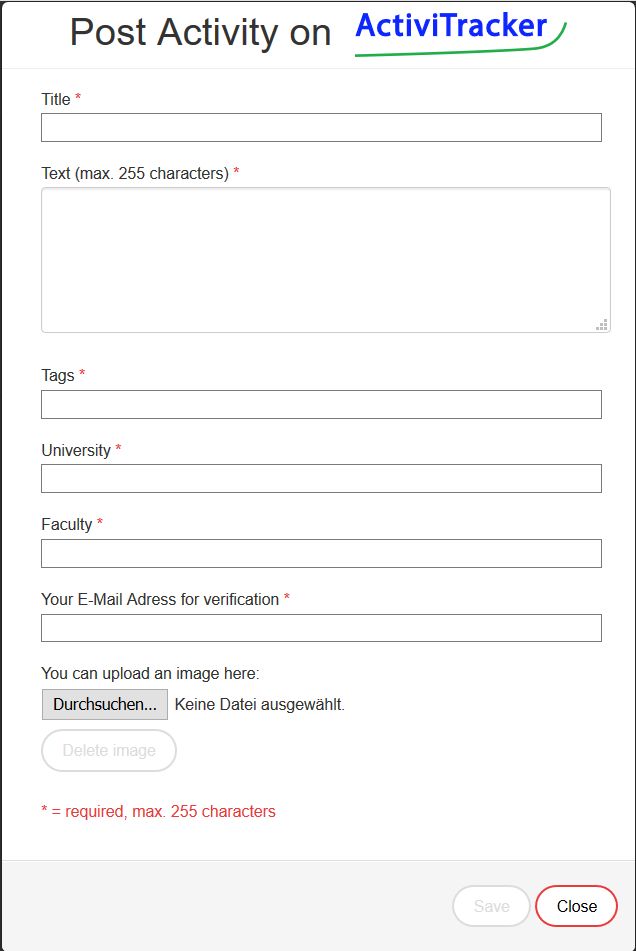 Post Activity on ActiviTracker
Title *
Text (max. 255 characters) *
Tags *
University *
Faculty *
Your E-Mail Adress for verification *
You can upload an image here:
Durchsuchen... Keine Datei ausgewählt.
Delete image
* = required, max. 255 characters
Save Close